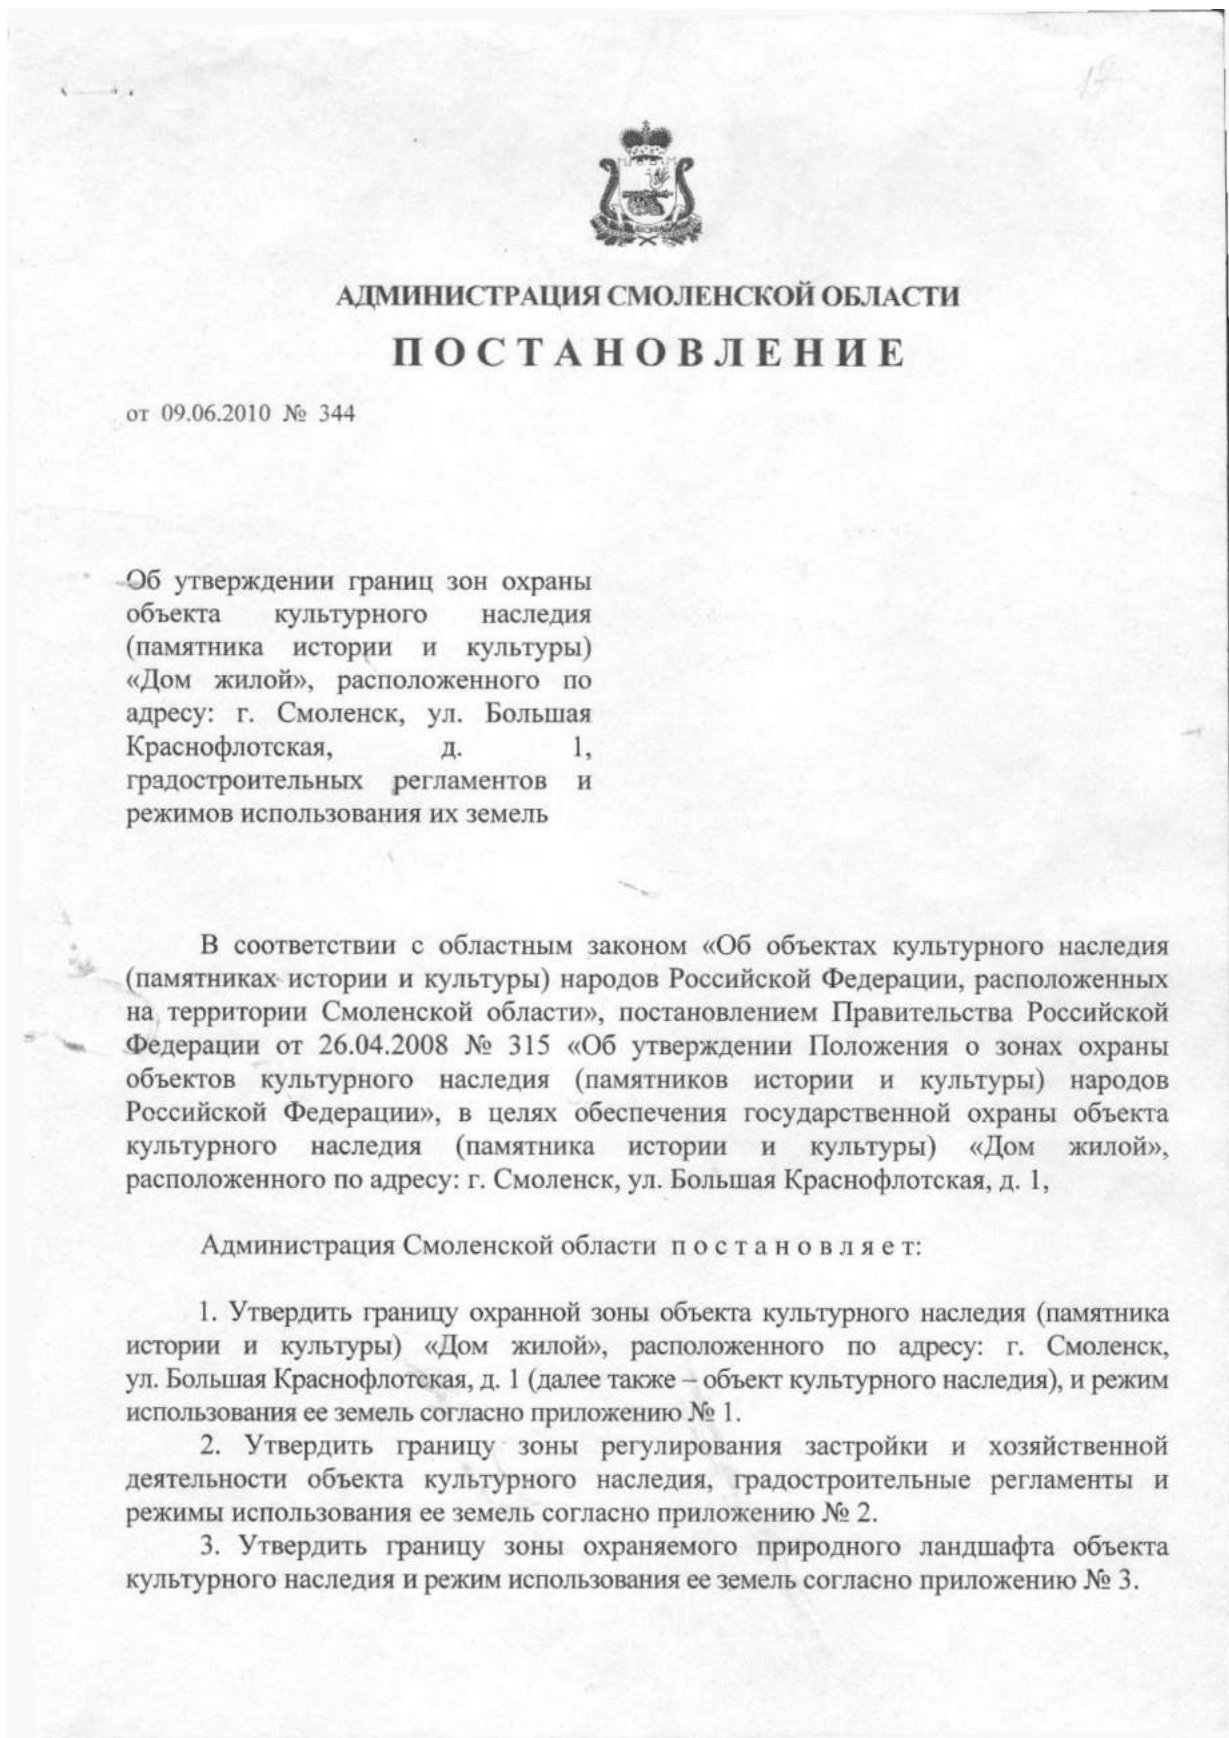 АДМИНИСТРАЦИЯ СМОЛЕНСКОЙ ОБЛАСТИ
П О С Т А Н О В Л Е Н И Е
от 09.06.2010 № 344
Об утверждении границ зон охраны
объекта культурного наследия
(памятника истории и культуры)
«Дом жилой», расположенного по
адресу: г. Смоленск, ул. Большая
Краснофлотская, д. 1,
градостроительных регламентов и
режимов использования их земель
В соответствии с областным законом «Об объектах культурного наследия
(памятниках истории и культуры) народов Российской Федерации, расположенных
на территории Смоленской области», постановлением Правительства Российской
Федерации от 26.04.2008 № 315 «Об утверждении Положения о зонах охраны
объектов культурного наследия (памятников истории и культуры) народов
Российской Федерации», в целях обеспечения государственной охраны объекта
культурного наследия (памятника истории и культуры) «Дом жилой»,
расположенного по адресу: г. Смоленск, ул. Большая Краснофлотская, д. 1,
Администрация Смоленской области п о с т а н о в л я е т:
1. Утвердить границу охранной зоны объекта культурного наследия (памятника
истории и культуры) «Дом жилой», расположенного по адресу: г. Смоленск,
ул. Большая Краснофлотская, д. 1 (далее также – объект культурного наследия), и режим
использования ее земель согласно приложению № 1.
2. Утвердить границу зоны регулирования застройки и хозяйственной
деятельности объекта культурного наследия, градостроительные регламенты и
режимы использования ее земель согласно приложению № 2.
3. Утвердить границу зоны охраняемого природного ландшафта объекта
культурного наследия и режим использования ее земель согласно приложению № 3.